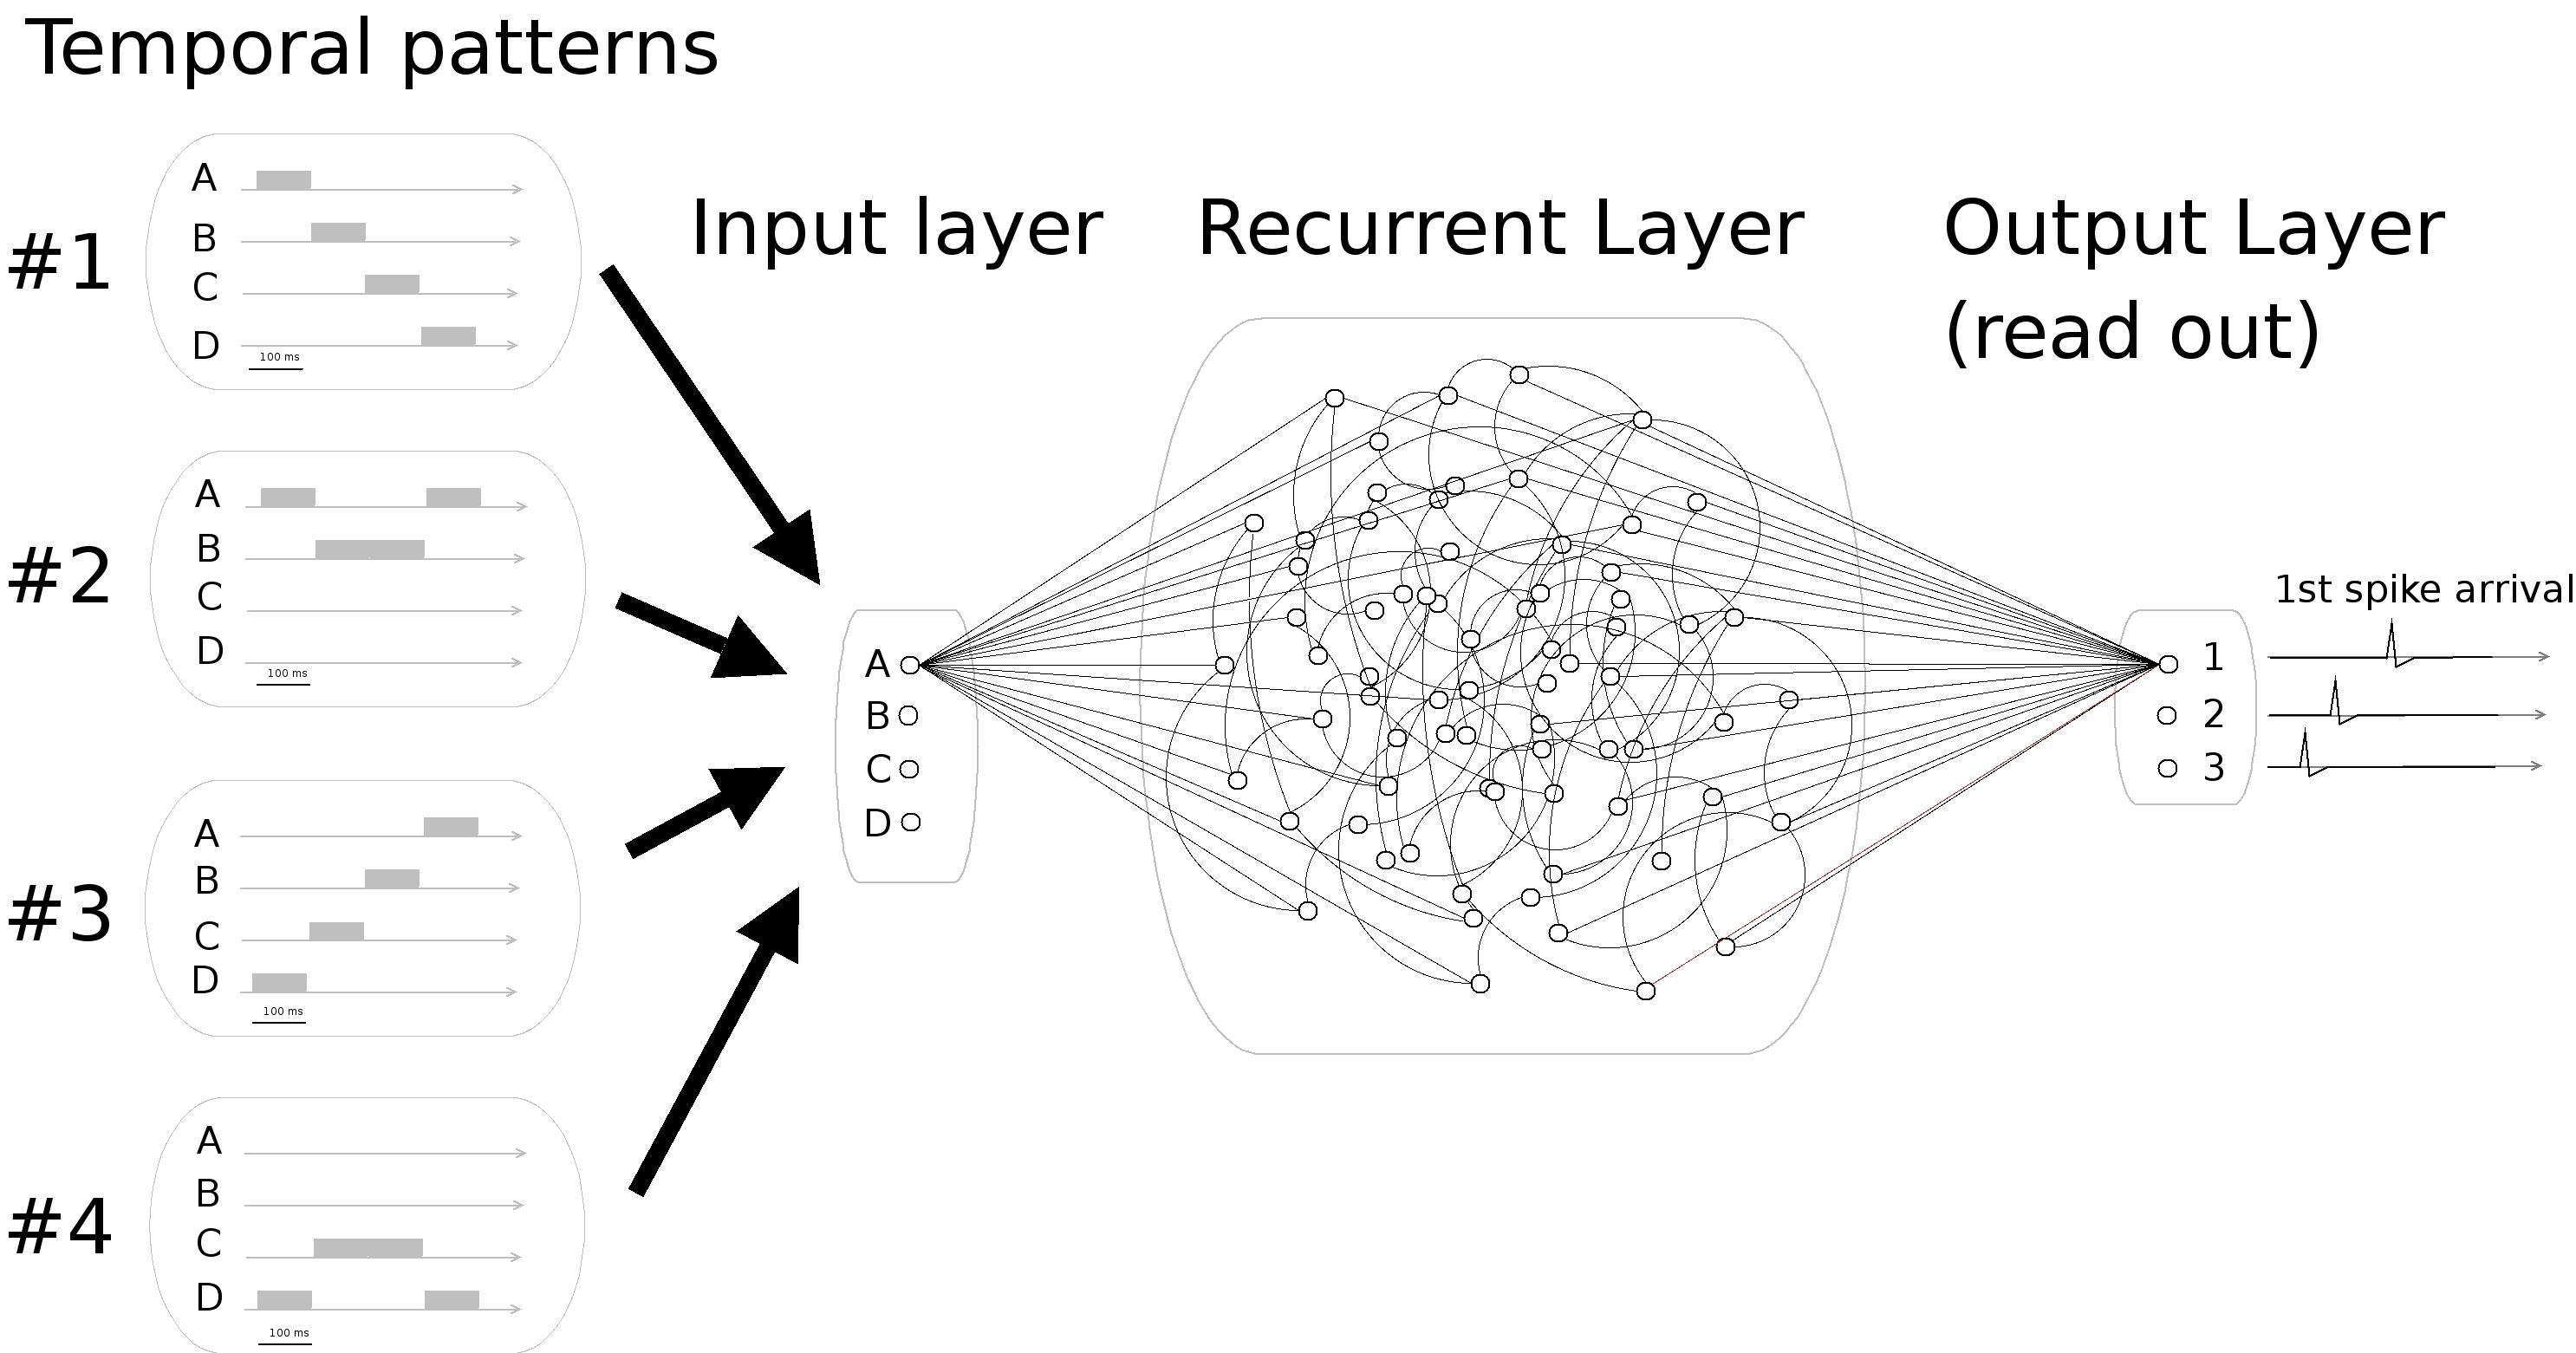 Temporal patterns
#1
A
B
C
D
100 ms
#2
A
B
C
D
100 ms
#3
A
B
C
D
100 ms
#4
A
B
C
D
100 ms
Input layer
A
B
C
D
Recurrent Layer
Output Layer
(read out)
1
2
3
1st spike arrival